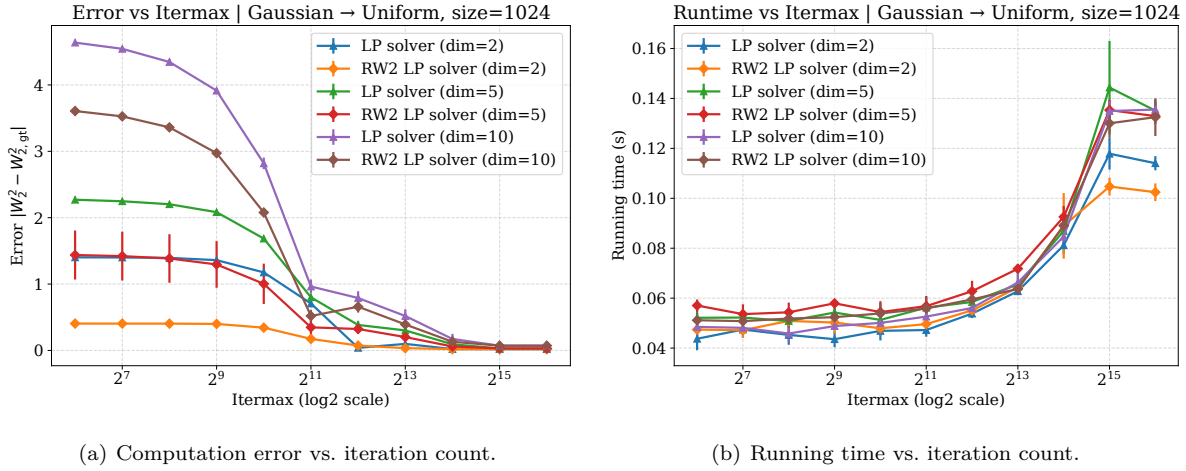 Error vs Itermax | Gaussian → Uniform, size=1024
Error |W₂² − W²₂,gt|
4
3
2
1
0
LP solver (dim=2)
RW2 LP solver (dim=2)
LP solver (dim=5)
RW2 LP solver (dim=5)
LP solver (dim=10)
RW2 LP solver (dim=10)
2⁷
2⁹
2¹¹
2¹³
2¹⁵
Itermax (log2 scale)
(a) Computation error vs. iteration count.
Runtime vs Itermax | Gaussian → Uniform, size=1024
Running time (s)
0.16
0.14
0.12
0.10
0.08
0.06
0.04
LP solver (dim=2)
RW2 LP solver (dim=2)
LP solver (dim=5)
RW2 LP solver (dim=5)
LP solver (dim=10)
RW2 LP solver (dim=10)
2⁷
2⁹
2¹¹
2¹³
2¹⁵
Itermax (log2 scale)
(b) Running time vs. iteration count.